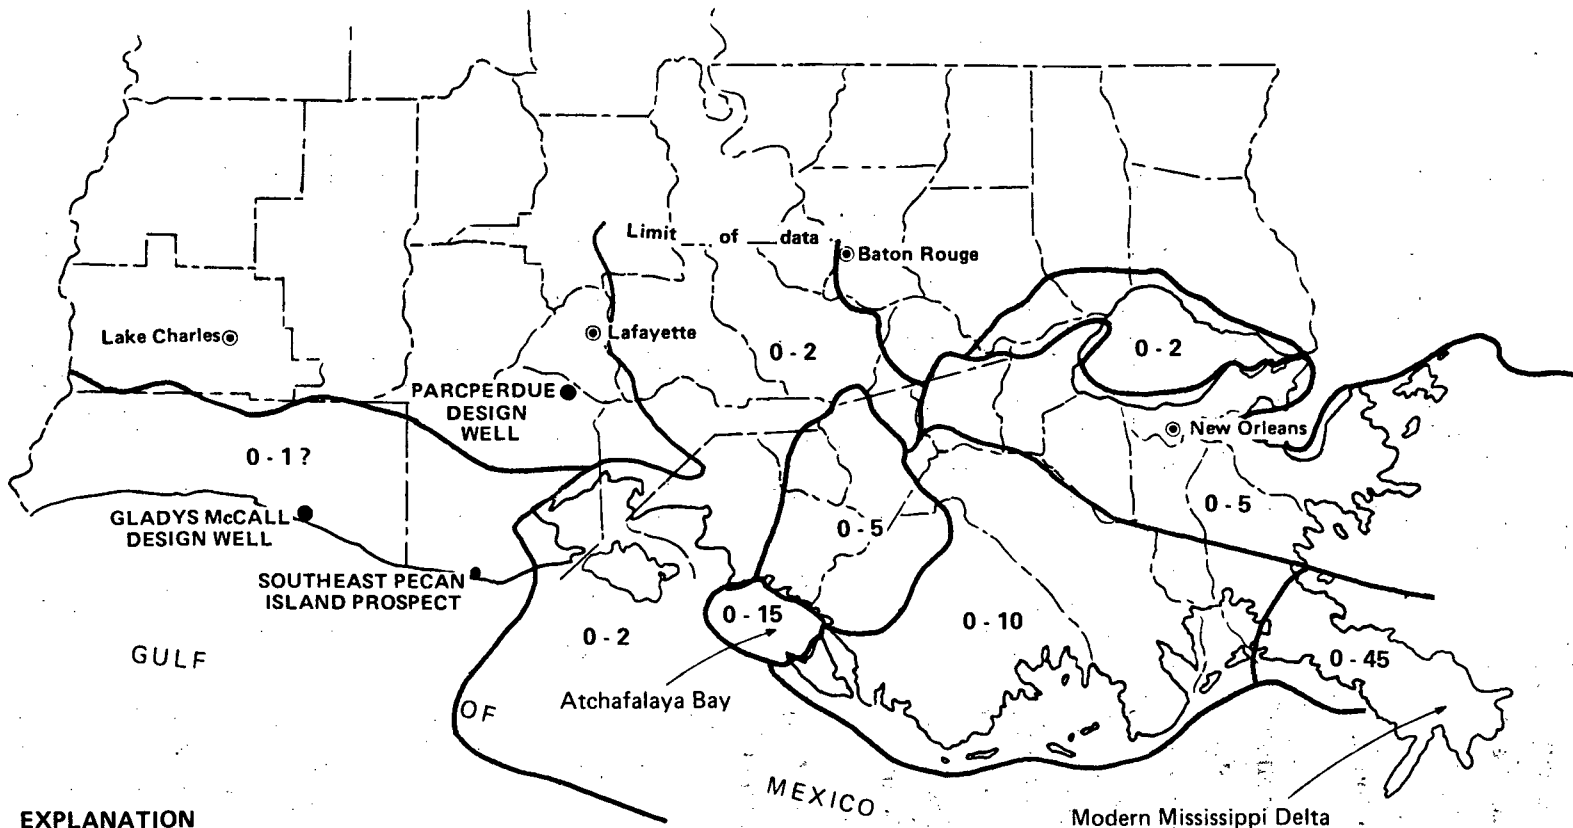 Limit of data
Baton Rouge
Lake Charles
Lafayette
0 - 2
0 - 2
PARCPERDUE
DESIGN
WELL
New Orleans
0 - 1 ?
0 - 5
GLADYS McCALL
DESIGN WELL
0 - 5
SOUTHEAST PECAN
ISLAND PROSPECT
0 - 15
0 - 10
0 - 2
GULF
0 - 45
Atchafalaya Bay
OF
MEXICO
Modern Mississippi Delta
EXPLANATION